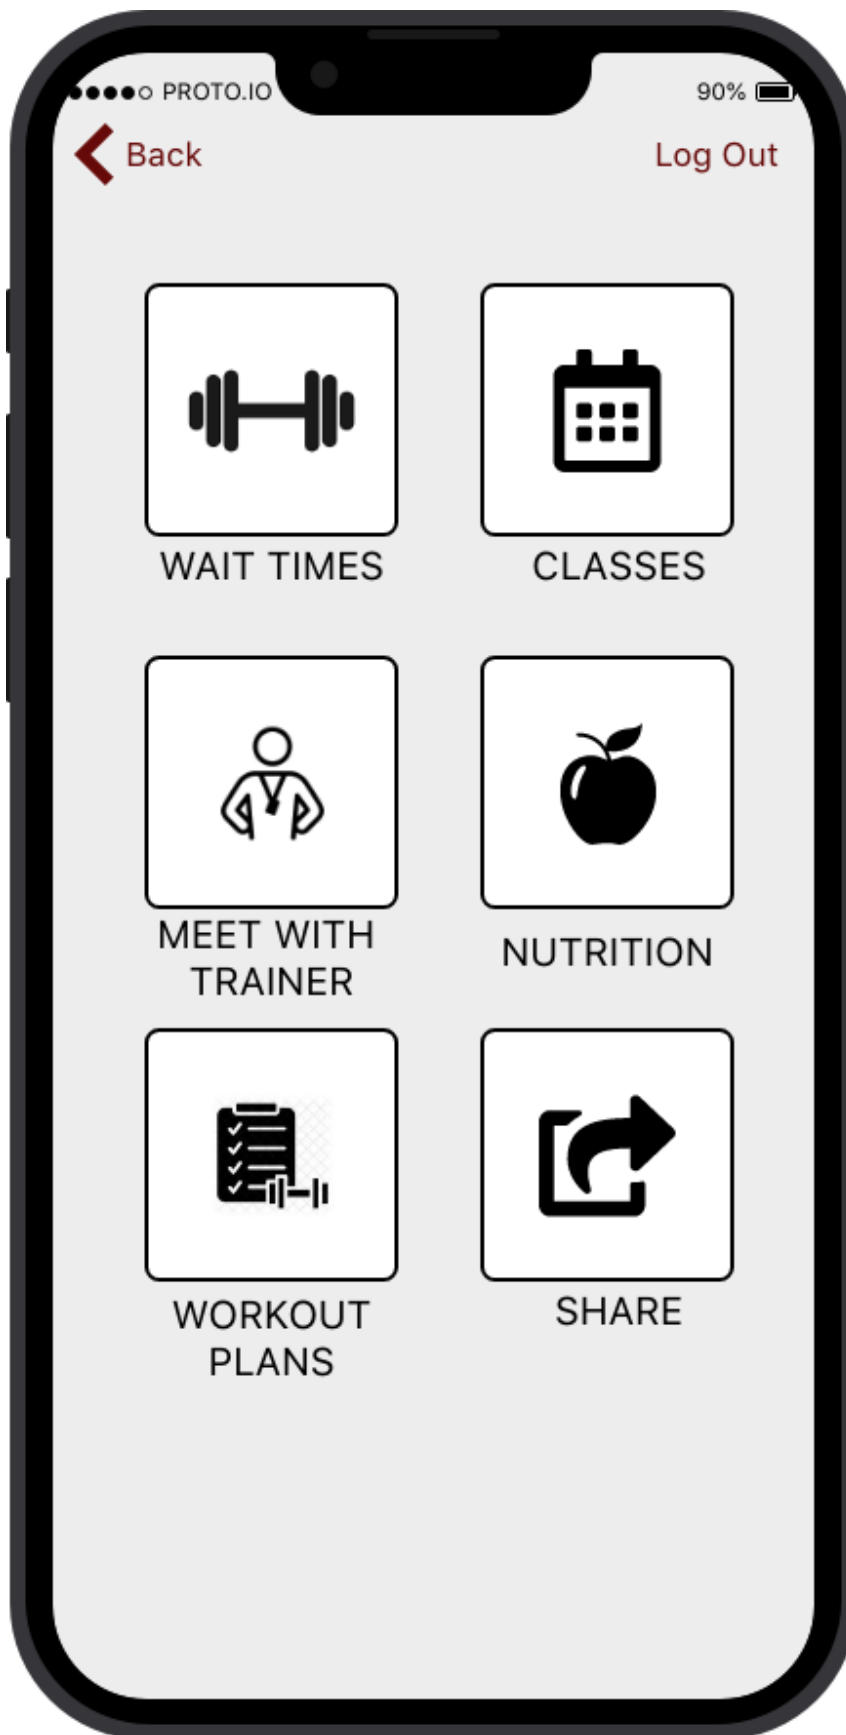 PROTO.IO 90%
Back Log Out
WAIT TIMES CLASSES
MEET WITH
TRAINER
NUTRITION
WORKOUT
PLANS
SHARE